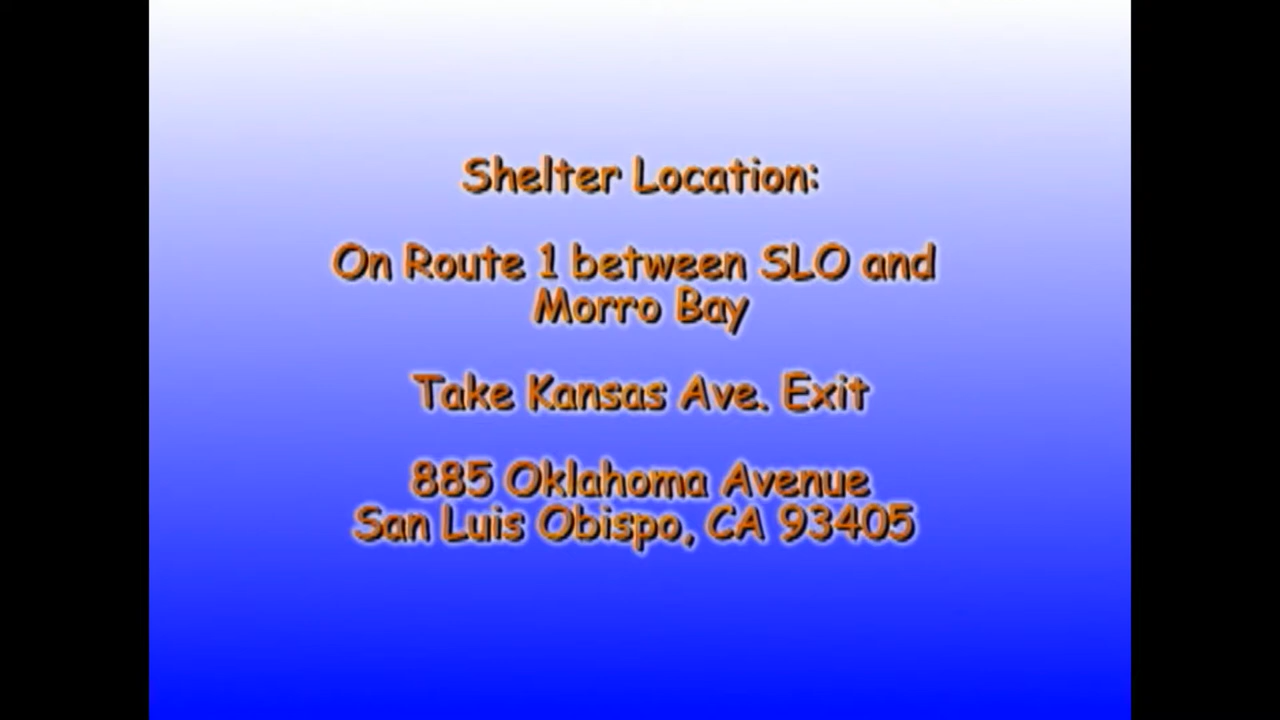 Shelter Location:
On Route 1 between SLO and
Morro Bay
Take Kansas Ave. Exit
885 Oklahoma Avenue
San Luis Obispo, CA 93405